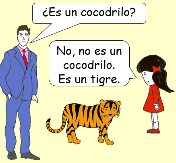 ¿Es un cocodrilo?
No, no es un
cocodrilo.
Es un tigre.